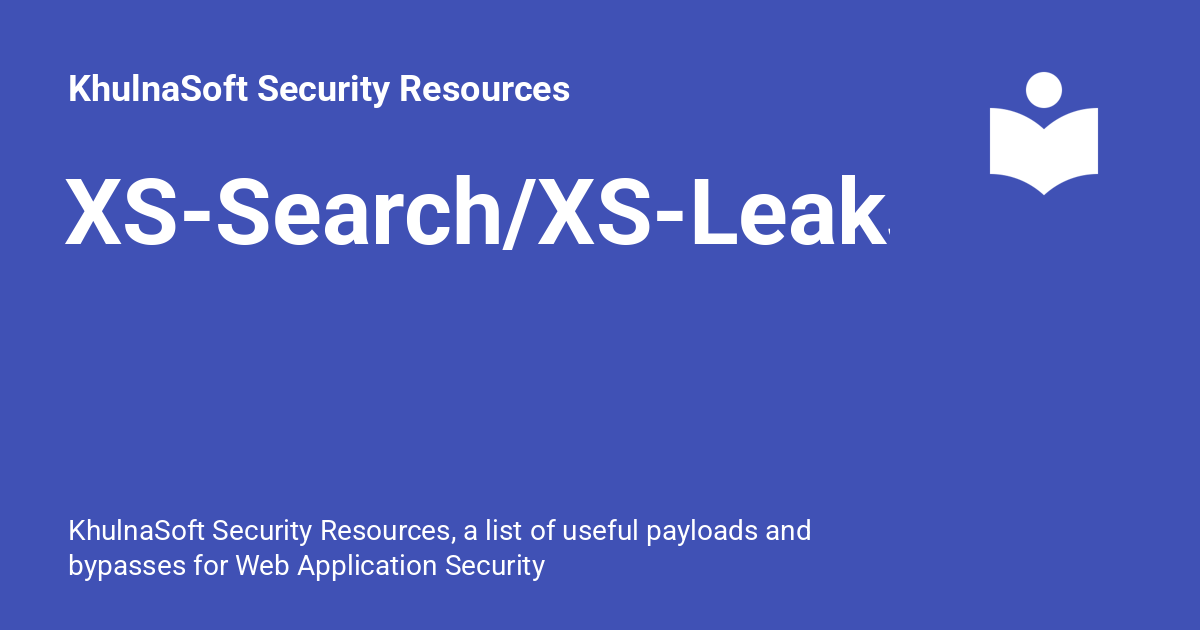 KhulnaSoft Security Resources
XS-Search/XS-Leak
KhulnaSoft Security Resources, a list of useful payloads and
bypasses for Web Application Security